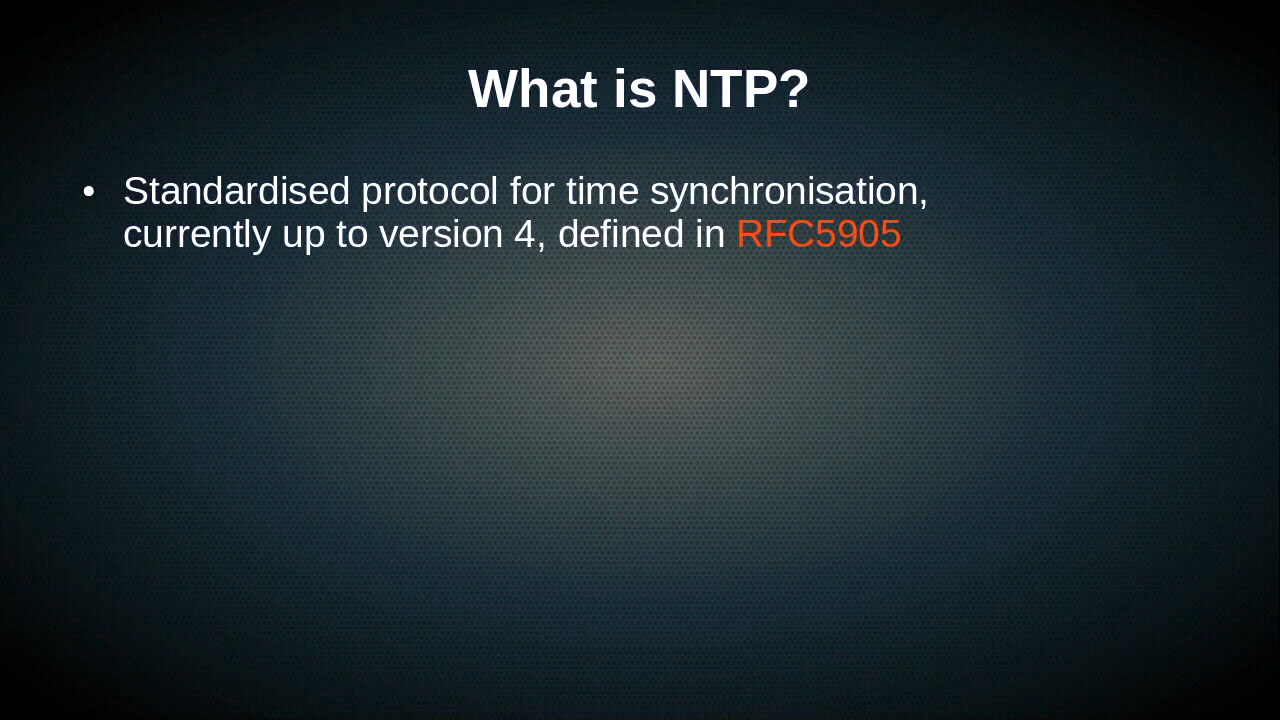 What is NTP?
• Standardised protocol for time synchronisation,
currently up to version 4, defined in RFC5905